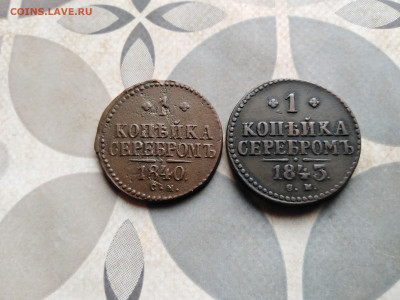 COINS.LAVE.RU
✤ 1 ✤
КОПѢЙКА
СЕРЕБРОМЪ
1840.
✤ 1 ✤
КОПѢЙКА
СЕРЕБРОМЪ
1843.